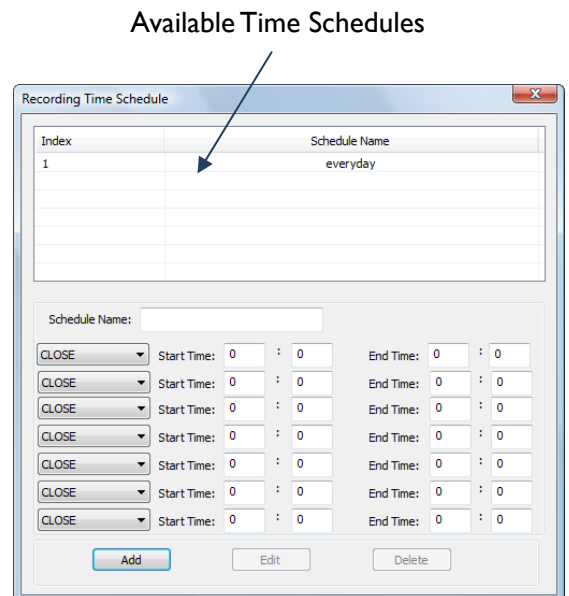 Available Time Schedules
Recording Time Schedule
Index Schedule Name
1 everyday
Schedule Name:
CLOSE Start Time: 0 : 0 End Time: 0 : 0
CLOSE Start Time: 0 : 0 End Time: 0 : 0
CLOSE Start Time: 0 : 0 End Time: 0 : 0
CLOSE Start Time: 0 : 0 End Time: 0 : 0
CLOSE Start Time: 0 : 0 End Time: 0 : 0
CLOSE Start Time: 0 : 0 End Time: 0 : 0
CLOSE Start Time: 0 : 0 End Time: 0 : 0
Add Edit Delete